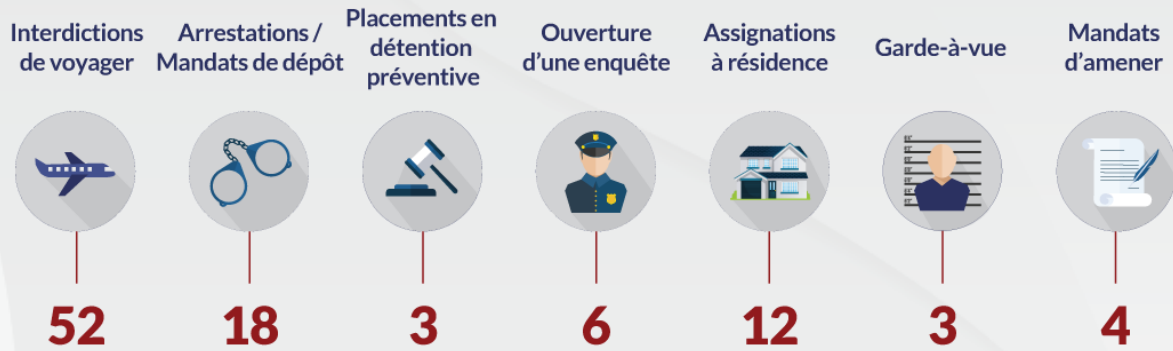 Interdictions
de voyager
Arrestations /
Mandats de dépôt
Placements en
détention
préventive
Ouverture
d’une enquête
Assignations
à résidence
Garde-à-vue
Mandats
d’amener
52
18
3
6
12
3
4